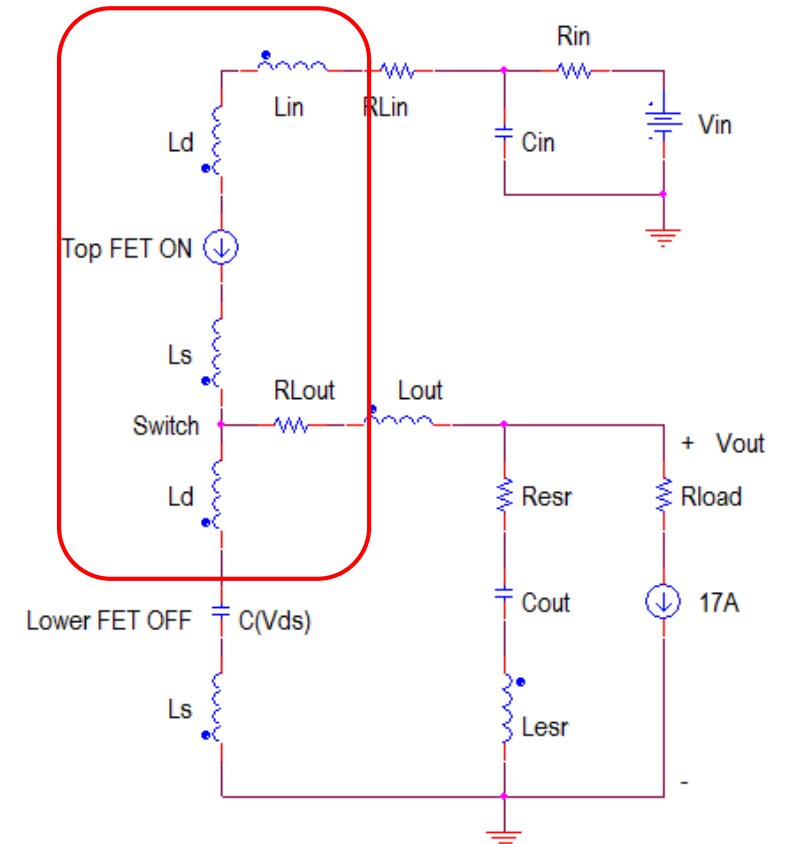 Rin
Lin
RLin
Vin
Ld
Cin
Top FET ON
Ls
RLout
Lout
Switch
+ Vout
Ld
Resr
Rload
Lower FET OFF
C(Vds)
Cout
17A
Ls
Lesr
-